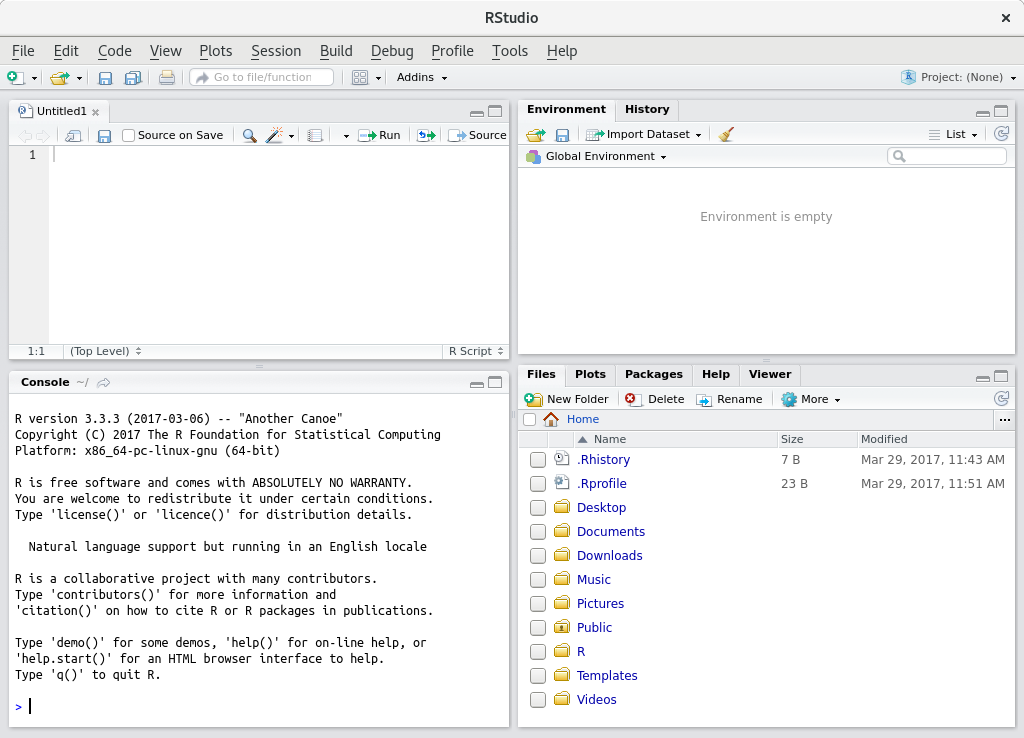 RStudio
File Edit Code View Plots Session Build Debug Profile Tools Help
Go to file/function Addins Project: (None)
Untitled1
Source on Save Run Source
1
1:1 (Top Level) R Script
Console ~/
R version 3.3.3 (2017-03-06) -- "Another Canoe"
Copyright (C) 2017 The R Foundation for Statistical Computing
Platform: x86_64-pc-linux-gnu (64-bit)
R is free software and comes with ABSOLUTELY NO WARRANTY.
You are welcome to redistribute it under certain conditions.
Type 'license()' or 'licence()' for distribution details.
Natural language support but running in an English locale
R is a collaborative project with many contributors.
Type 'contributors()' for more information and
'citation()' on how to cite R or R packages in publications.
Type 'demo()' for some demos, 'help()' for on-line help, or
'help.start()' for an HTML browser interface to help.
Type 'q()' to quit R.
>
Environment History
Import Dataset List
Global Environment
Environment is empty
Files Plots Packages Help Viewer
New Folder Delete Rename More
Home ...
Name Size Modified
.Rhistory 7 B Mar 29, 2017, 11:43 AM
.Rprofile 23 B Mar 29, 2017, 11:51 AM
Desktop
Documents
Downloads
Music
Pictures
Public
R
Templates
Videos